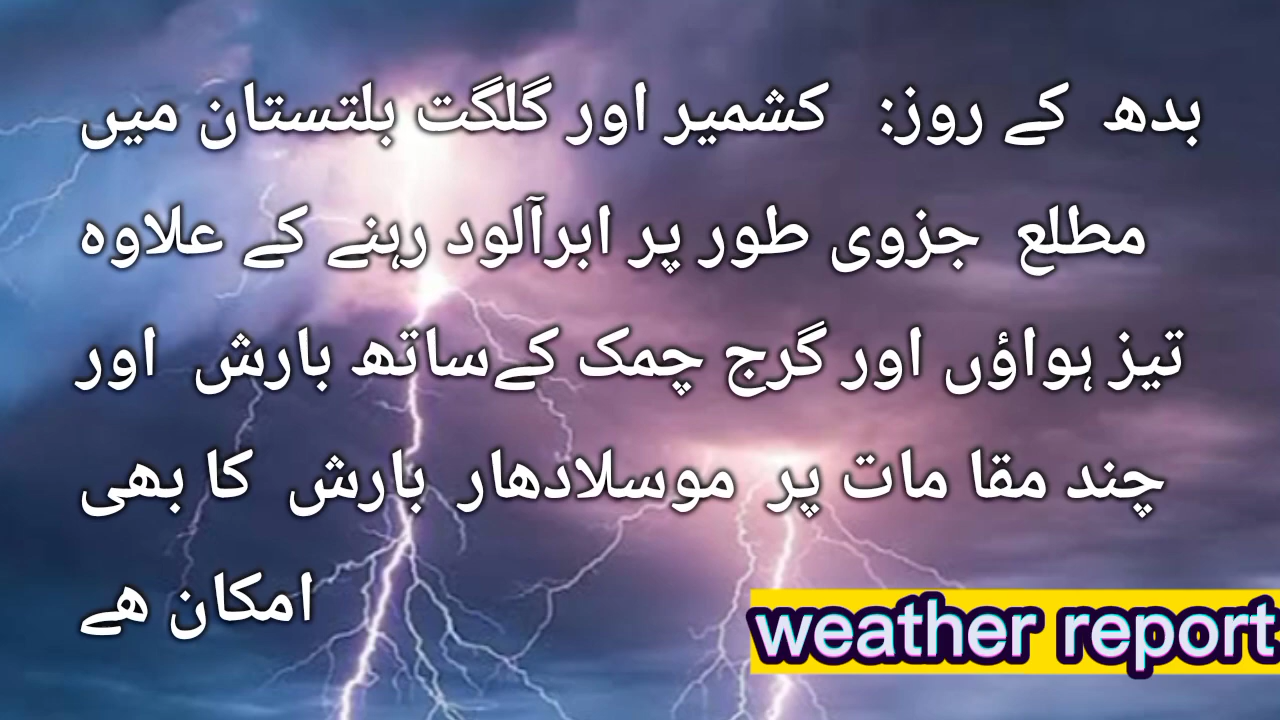 بدھ کے روز: کشمیر اور گلگت بلتستان میں
مطلع جزوی طور پر ابرآلود رہنے کے علاوہ
تیز ہواؤں اور گرج چمک کےساتھ بارش اور
چند مقا مات پر موسلادھار بارش کا بھی
امکان ھے
weather report